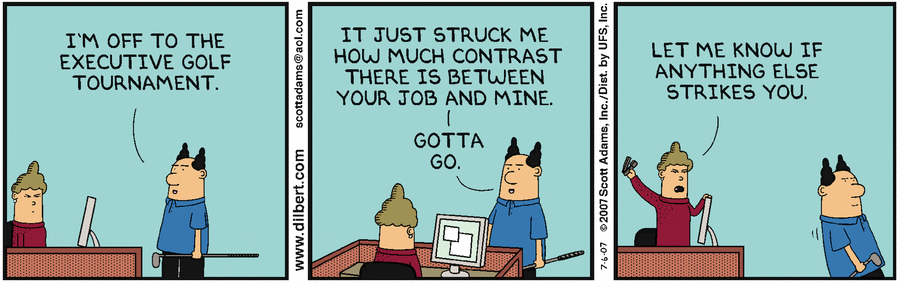 I'M OFF TO THE
EXECUTIVE GOLF
TOURNAMENT.
www.dilbert.com scottadams@aol.com
IT JUST STRUCK ME
HOW MUCH CONTRAST
THERE IS BETWEEN
YOUR JOB AND MINE.
GOTTA
GO.
7-6-07 ©2007 Scott Adams, Inc./Dist. by UFS, Inc.
LET ME KNOW IF
ANYTHING ELSE
STRIKES YOU.